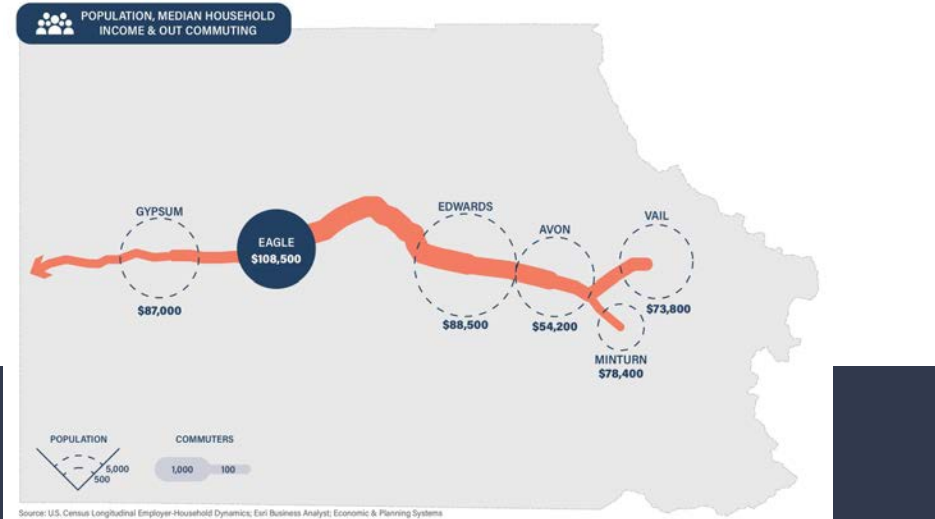 POPULATION, MEDIAN HOUSEHOLD
INCOME & OUT COMMUTING
GYPSUM
$87,000
EAGLE
$108,500
EDWARDS
$88,500
AVON
$54,200
VAIL
$73,800
MINTURN
$78,400
POPULATION
5,000
500
COMMUTERS
1,000
100
Source: U.S. Census Longitudinal Employer-Household Dynamics; Esri Business Analyst; Economic & Planning Systems